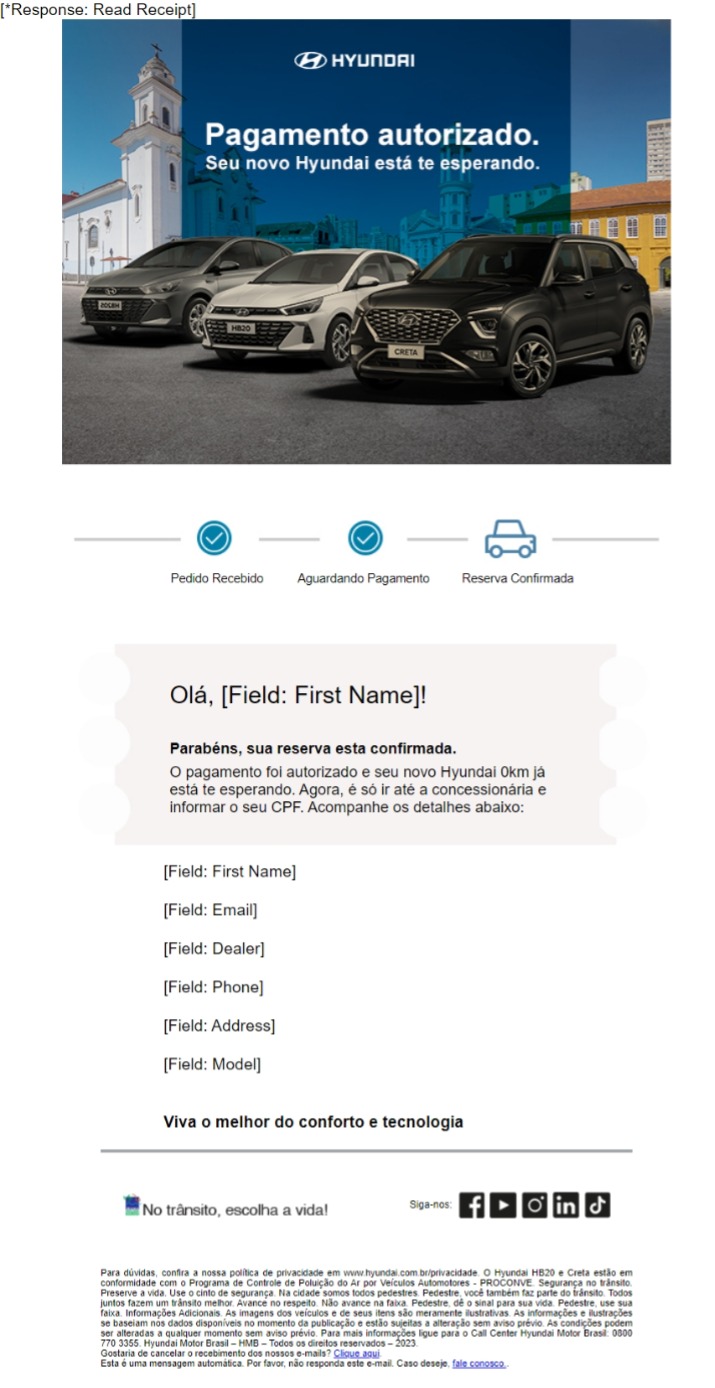 [*Response: Read Receipt]
HYUNDAI
Pagamento autorizado.
Seu novo Hyundai está te esperando.
HB20S
HB20
CRETA
Pedido Recebido
Aguardando Pagamento
Reserva Confirmada
Olá, [Field: First Name]!
Parabéns, sua reserva esta confirmada.
O pagamento foi autorizado e seu novo Hyundai 0km já
está te esperando. Agora, é só ir até a concessionária e
informar o seu CPF. Acompanhe os detalhes abaixo:
[Field: First Name]
[Field: Email]
[Field: Dealer]
[Field: Phone]
[Field: Address]
[Field: Model]
Viva o melhor do conforto e tecnologia
No trânsito, escolha a vida!
Siga-nos:
Para dúvidas, confira a nossa política de privacidade em www.hyundai.com.br/privacidade. O Hyundai HB20 e Creta estão em
conformidade com o Programa de Controle de Poluição do Ar por Veículos Automotores - PROCONVE. Segurança no trânsito.
Preserve a vida. Use o cinto de segurança. Na cidade somos todos pedestres. Pedestre, você também faz parte do trânsito. Todos
juntos fazem um trânsito melhor. Avance no respeito. Não avance na faixa. Pedestre, dê o sinal para sua vida. Pedestre, use sua
faixa. Informações Adicionais. As imagens dos veículos e de seus itens são meramente ilustrativas. As informações e ilustrações
se baseiam nos dados disponíveis no momento da publicação e estão sujeitas a alteração sem aviso prévio. As condições podem
ser alteradas a qualquer momento sem aviso prévio. Para mais informações ligue para o Call Center Hyundai Motor Brasil: 0800
770 3355. Hyundai Motor Brasil – HMB – Todos os direitos reservados – 2023.
Gostaria de cancelar o recebimento dos nossos e-mails? Clique aqui.
Esta é uma mensagem automática. Por favor, não responda este e-mail. Caso deseje, fale conosco.